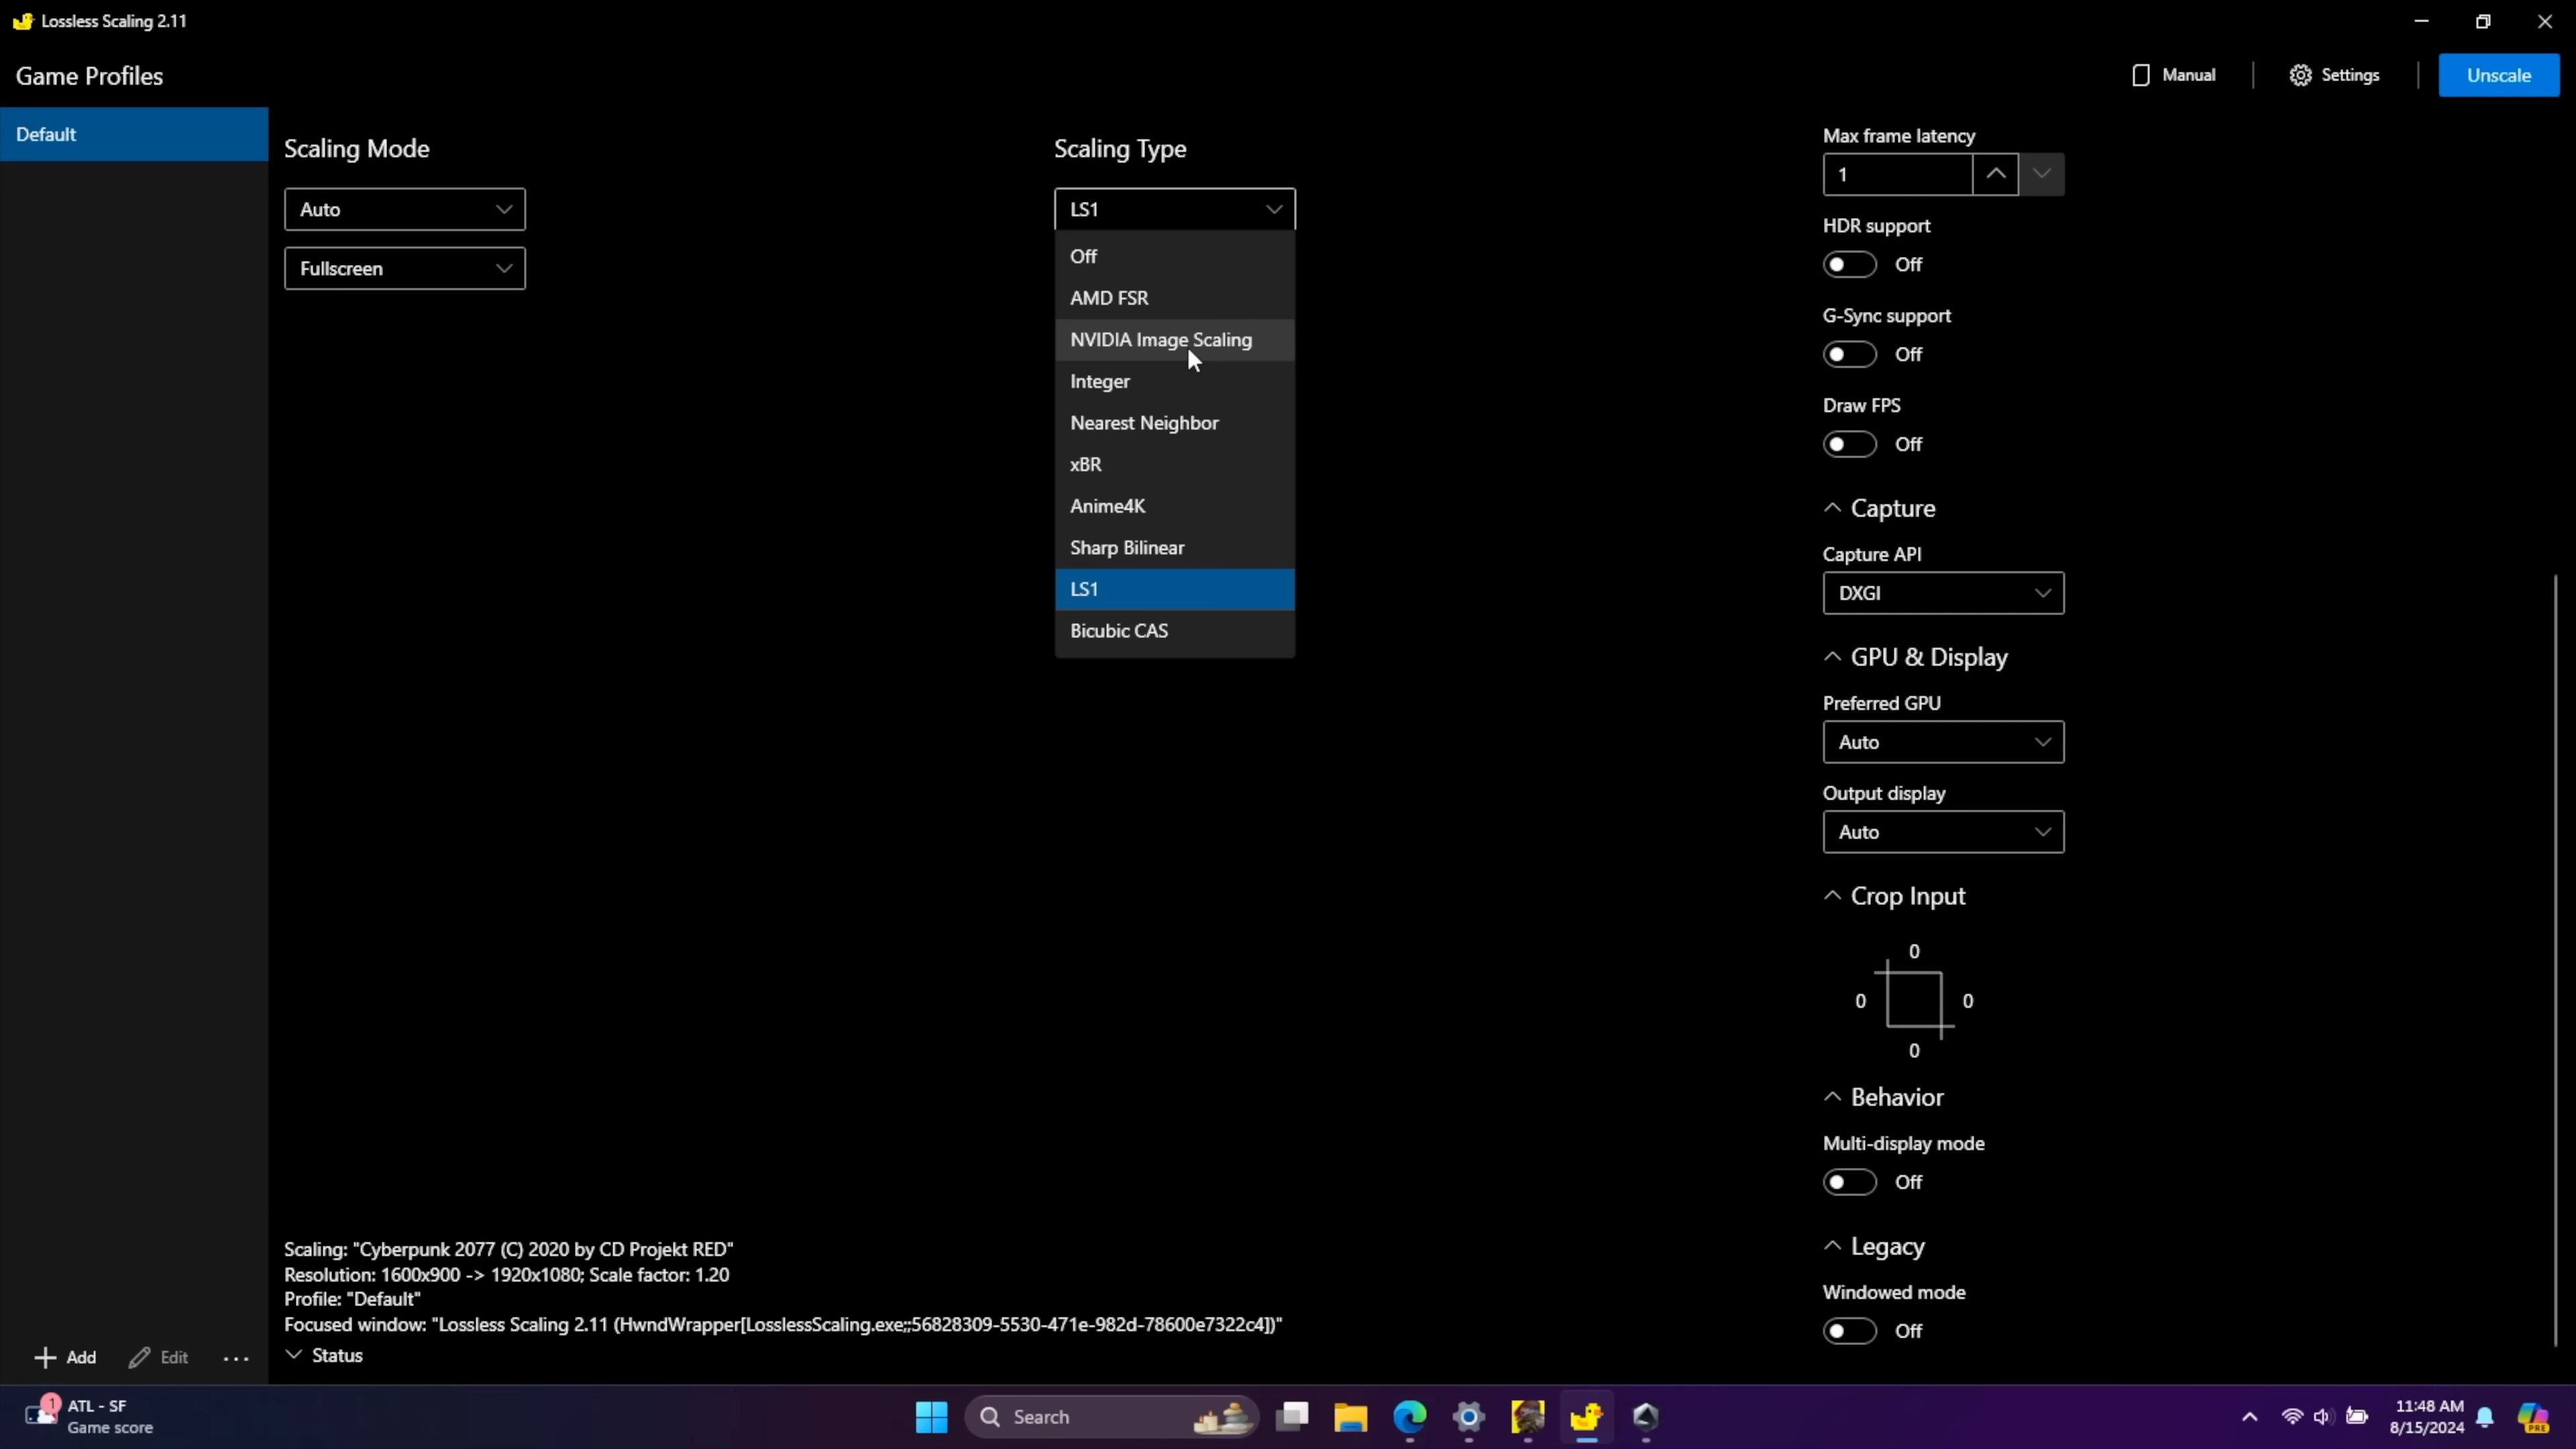 Lossless Scaling 2.11
Game Profiles
Manual
Settings
Unscale
Default
Scaling Mode
Auto
Fullscreen
Scaling Type
LS1
Off
AMD FSR
NVIDIA Image Scaling
Integer
Nearest Neighbor
xBR
Anime4K
Sharp Bilinear
LS1
Bicubic CAS
Max frame latency
1
HDR support
Off
G-Sync support
Off
Draw FPS
Off
Capture
Capture API
DXGI
GPU & Display
Preferred GPU
Auto
Output display
Auto
Crop Input
0
0 0
0
Behavior
Multi-display mode
Off
Legacy
Windowed mode
Off
Scaling: "Cyberpunk 2077 (C) 2020 by CD Projekt RED"
Resolution: 1600x900 -> 1920x1080; Scale factor: 1.20
Profile: "Default"
Focused window: "Lossless Scaling 2.11 (HwndWrapper[LosslessScaling.exe;;56828309-5530-471e-982d-78600e7322c4])"
Status
Add
Edit
...
1
ATL - SF
Game score
Search
11:48 AM
8/15/2024
PRE